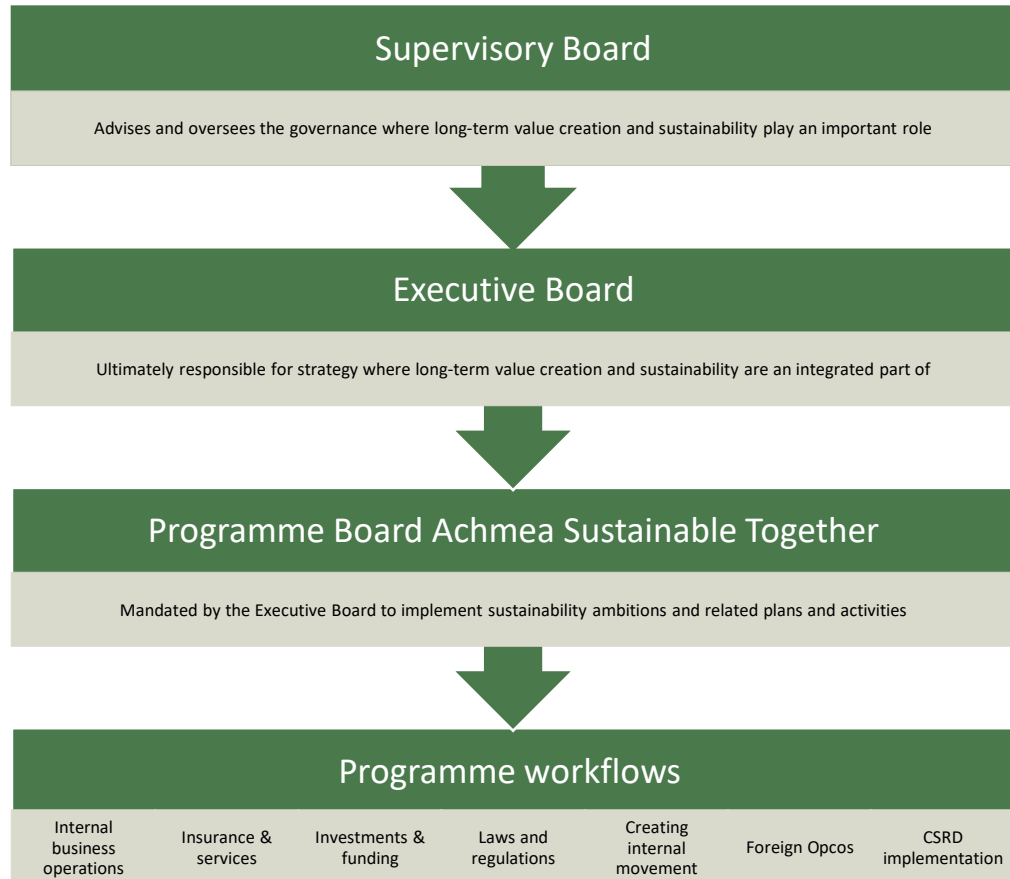 Supervisory Board
Advises and oversees the governance where long-term value creation and sustainability play an important role
Executive Board
Ultimately responsible for strategy where long-term value creation and sustainability are an integrated part of
Programme Board Achmea Sustainable Together
Mandated by the Executive Board to implement sustainability ambitions and related plans and activities
Programme workflows
Internal
business
operations
Insurance &
services
Investments &
funding
Laws and
regulations
Creating
internal
movement
Foreign Opcos
CSRD
implementation